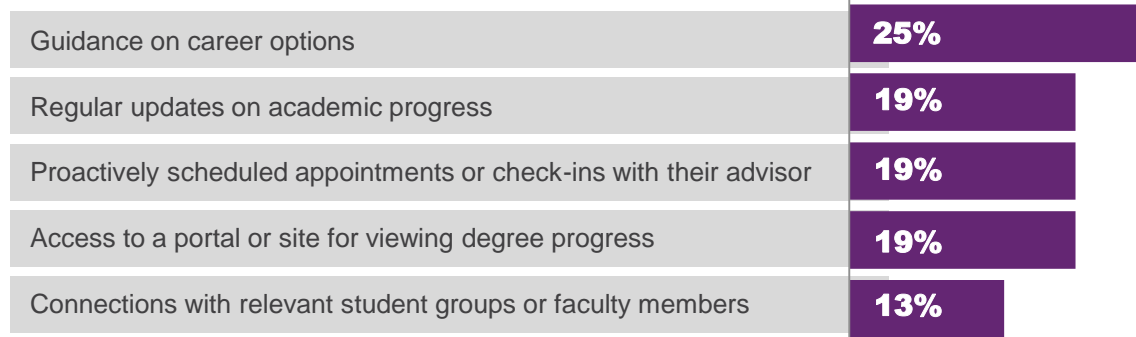 Guidance on career options 25%
Regular updates on academic progress 19%
Proactively scheduled appointments or check-ins with their advisor 19%
Access to a portal or site for viewing degree progress 19%
Connections with relevant student groups or faculty members 13%